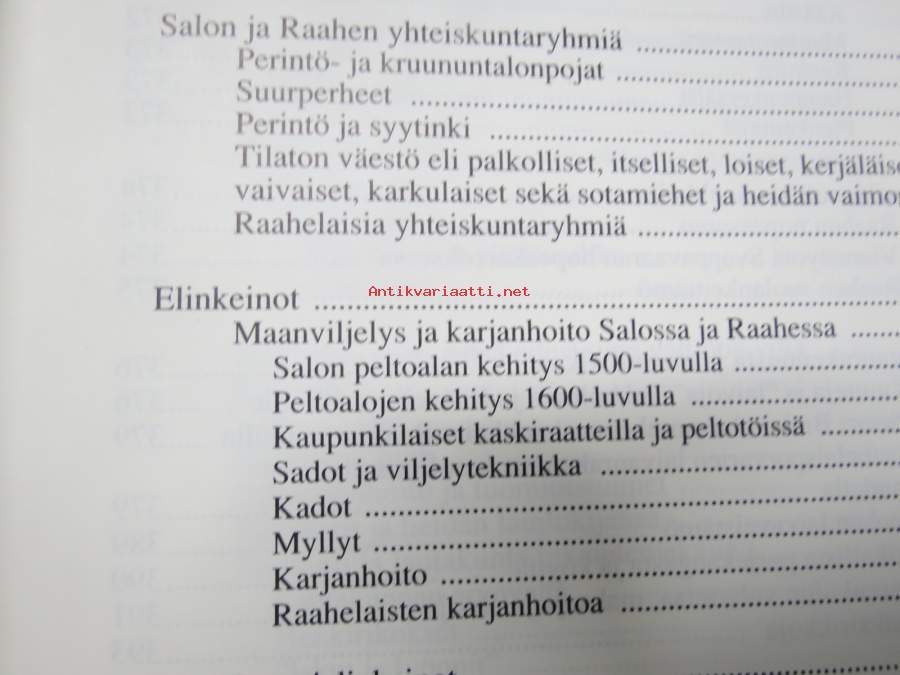 Salon ja Raahen yhteiskuntaryhmiä ..........
Perintö- ja kruununtalonpojat ..........
Suurperheet ..........
Perintö ja syytinki ..........
Tilaton väestö eli palkolliset, itselliset, loiset,
vaivaiset, karkulaiset sekä sotamiehet ja heidän
Raahelaisia yhteiskuntaryhmiä ..........
Antikvariaatti.net
Elinkeinot ..........
Maanviljelys ja karjanhoito Salossa ja Raahessa ..........
Salon peltoalan kehitys 1500-luvulla ..........
Peltoalojen kehitys 1600-luvulla ..........
Kaupunkilaiset kaskiraatteilla ja peltotöissä ..........
Sadot ja viljelytekniikka ..........
Kadot ..........
Myllyt ..........
Karjanhoito ..........
Raahelaisten karjanhoitoa ..........